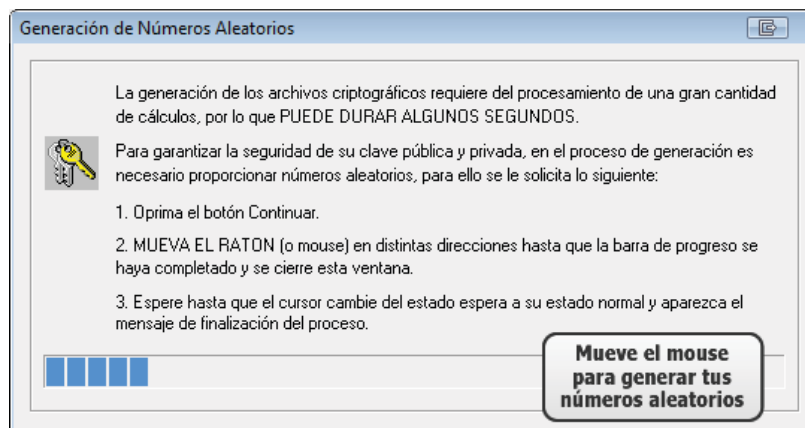 Generación de Números Aleatorios
La generación de los archivos criptográficos requiere del procesamiento de una gran cantidad
de cálculos, por lo que PUEDE DURAR ALGUNOS SEGUNDOS.
Para garantizar la seguridad de su clave pública y privada, en el proceso de generación es
necesario proporcionar números aleatorios, para ello se le solicita lo siguiente:
1. Oprima el botón Continuar.
2. MUEVA EL RATON (o mouse) en distintas direcciones hasta que la barra de progreso se
haya completado y se cierre esta ventana.
3. Espere hasta que el cursor cambie del estado espera a su estado normal y aparezca el
mensaje de finalización del proceso.
Mueve el mouse
para generar tus
números aleatorios